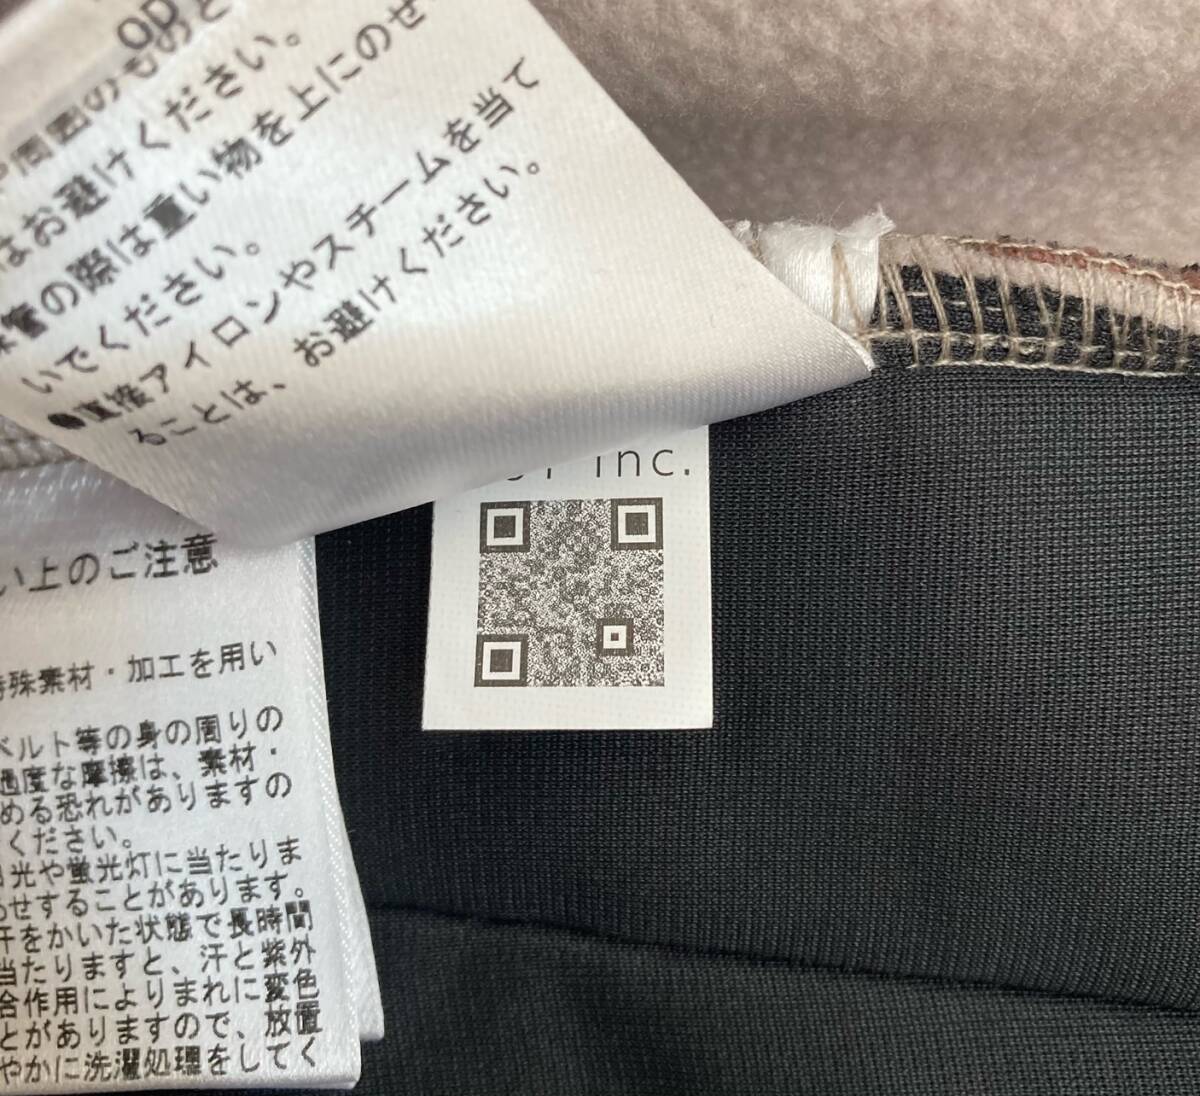 OD
周囲のものと
はお避けください。
保管の際は重い物を上にのせ
いでください。
●直接アイロンやスチームを当て
ることは、お避けください。
inc.
い上のご注意
特殊素材・加工を用い
ベルト等の身の周りの
過度な摩擦は、素材・
める恐れがありますの
ください。
光や蛍光灯に当たりま
せすることがあります。
汗をかいた状態で長時間
当たりますと、汗と紫外
合作用によりまれに変色
とがありますので、放置
やかに洗濯処理をしてく